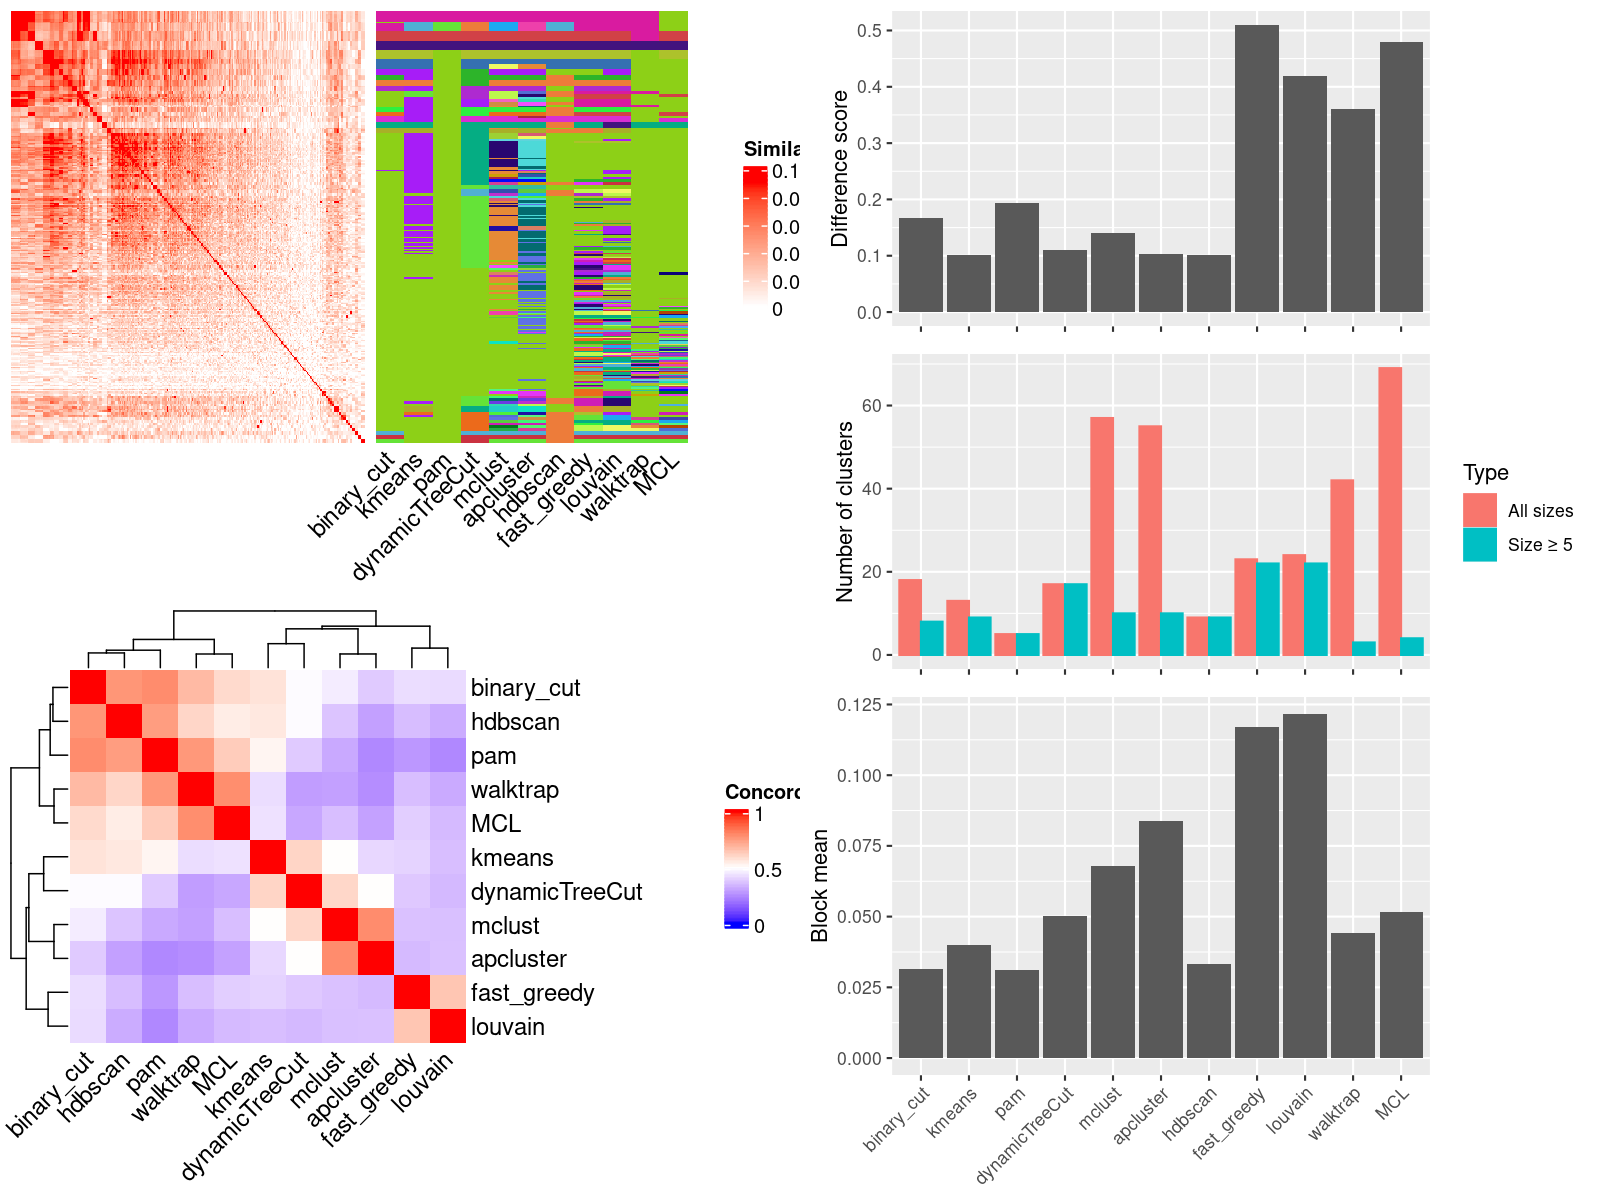 Simila
0.1
0.0
0.0
0.0
0.0
0
binary_cut
kmeans
pam
dynamicTreeCut
mclust
apcluster
hdbscan
fast_greedy
louvain
walktrap
MCL
binary_cut
hdbscan
pam
walktrap
MCL
kmeans
dynamicTreeCut
mclust
apcluster
fast_greedy
louvain
binary_cut
hdbscan
pam
walktrap
MCL
kmeans
dynamicTreeCut
mclust
apcluster
fast_greedy
louvain
Concord
1
0.5
0
Difference score
0.5
0.4
0.3
0.2
0.1
0.0
Number of clusters
60
40
20
0
Type
All sizes
Size ≥ 5
Block mean
0.125
0.100
0.075
0.050
0.025
0.000
binary_cut
kmeans
pam
dynamicTreeCut
mclust
apcluster
hdbscan
fast_greedy
louvain
walktrap
MCL